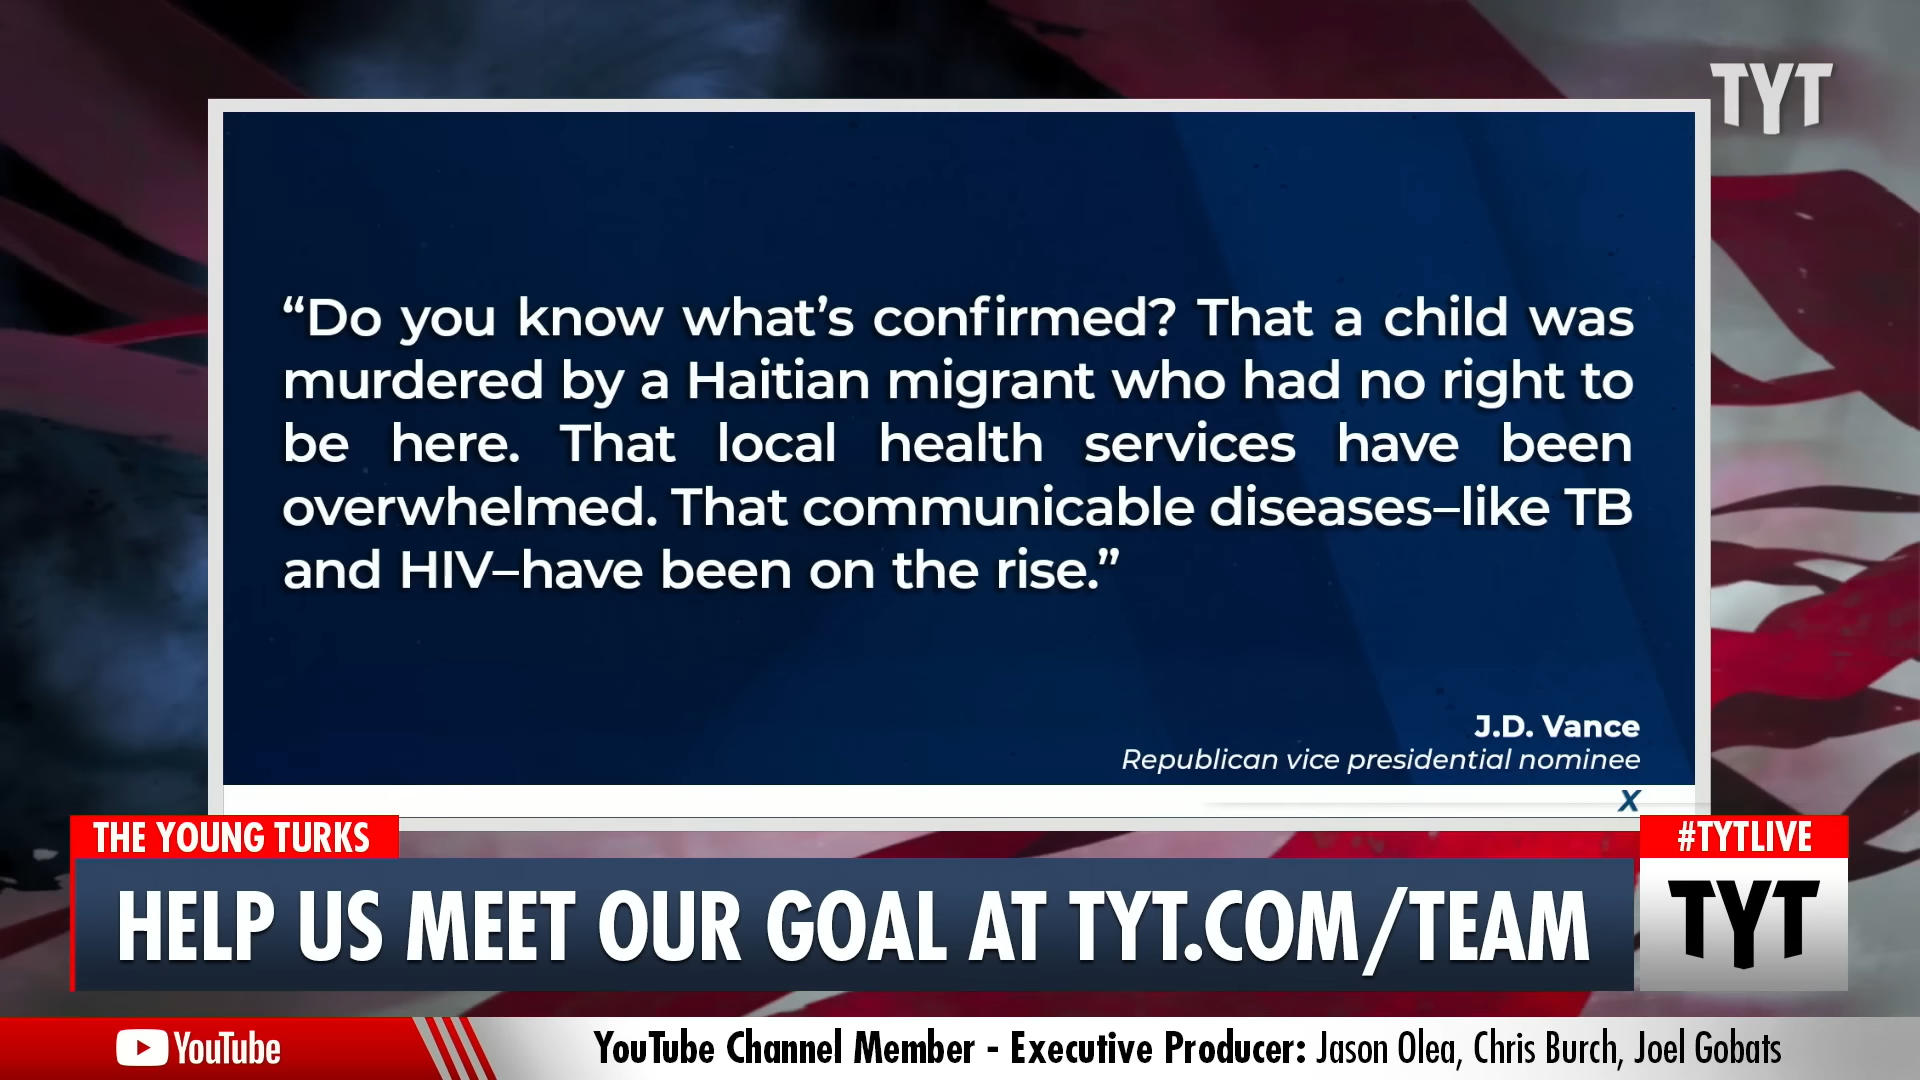 TYT
“Do you know what’s confirmed? That a child was
murdered by a Haitian migrant who had no right to
be here. That local health services have been
overwhelmed. That communicable diseases–like TB
and HIV–have been on the rise.”
J.D. Vance
Republican vice presidential nominee
X
THE YOUNG TURKS
#TYTLIVE
HELP US MEET OUR GOAL AT TYT.COM/TEAM
TYT
YouTube
YouTube Channel Member - Executive Producer: Jason Olea, Chris Burch, Joel Gobats